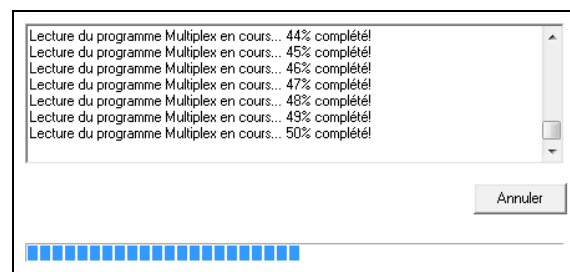 Lecture du programme Multiplex en cours... 44% complété!
Lecture du programme Multiplex en cours... 45% complété!
Lecture du programme Multiplex en cours... 46% complété!
Lecture du programme Multiplex en cours... 47% complété!
Lecture du programme Multiplex en cours... 48% complété!
Lecture du programme Multiplex en cours... 49% complété!
Lecture du programme Multiplex en cours... 50% complété!
Annuler